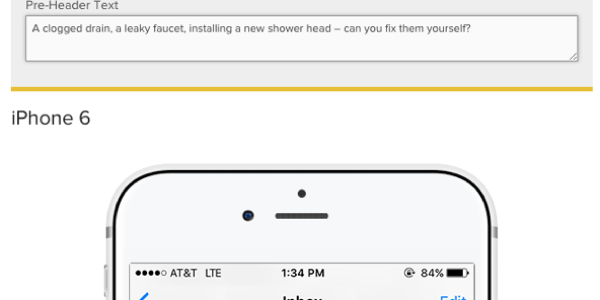 Pre-Header Text
A clogged drain, a leaky faucet, installing a new shower head – can you fix them yourself?
iPhone 6
AT&T LTE 1:34 PM 84%
Inbox Edit